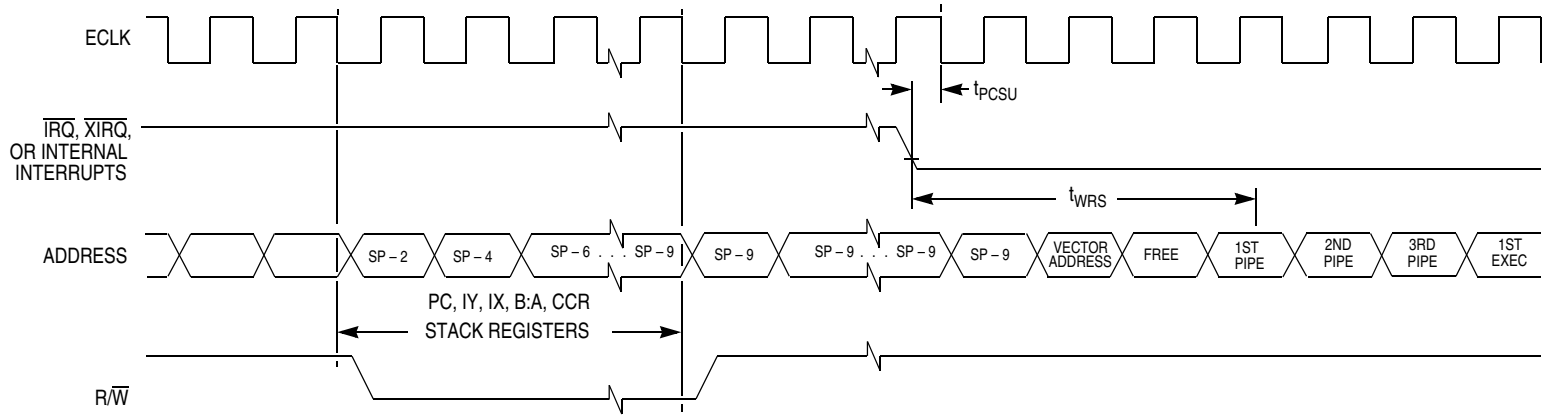 ECLK
t_PCSU
IRQ, XIRQ,
OR INTERNAL
INTERRUPTS
t_WRS
ADDRESS
SP – 2
SP – 4
SP – 6 . . . SP – 9
SP – 9
SP – 9 . . . SP – 9
SP – 9
VECTOR
ADDRESS
FREE
1ST
PIPE
2ND
PIPE
3RD
PIPE
1ST
EXEC
PC, IY, IX, B:A, CCR
STACK REGISTERS
R/W